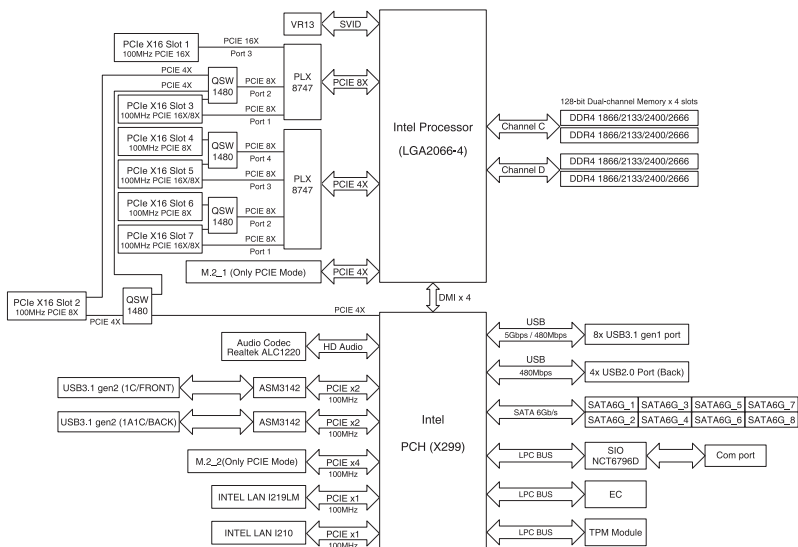 VR13
SVID
PCIe X16 Slot 1
100MHz PCIE 16X
PCIE 16X
Port 3
PCIE 4X
PCIE 4X
QSW
1480
PCIE 8X
Port 2
PLX
8747
PCIE 8X
PCIe X16 Slot 3
100MHz PCIE 16X/8X
PCIE 8X
Port 1
PCIe X16 Slot 4
100MHz PCIE 8X
QSW
1480
PCIE 8X
Port 4
PCIe X16 Slot 5
100MHz PCIE 16X/8X
PCIE 8X
Port 3
PLX
8747
PCIE 4X
PCIe X16 Slot 6
100MHz PCIE 8X
QSW
1480
PCIE 8X
Port 2
PCIe X16 Slot 7
100MHz PCIE 16X/8X
PCIE 8X
Port 1
M.2_1 (Only PCIE Mode)
PCIE 4X
Intel Processor
(LGA2066-4)
128-bit Dual-channel Memory x 4 slots
Channel C
DDR4 1866/2133/2400/2666
DDR4 1866/2133/2400/2666
Channel D
DDR4 1866/2133/2400/2666
DDR4 1866/2133/2400/2666
DMI x 4
PCIe X16 Slot 2
100MHz PCIE 8X
PCIE 4X
QSW
1480
PCIE 4X
Audio Codec
Realtek ALC1220
HD Audio
USB3.1 gen2 (1C/FRONT)
ASM3142
PCIE x2
100MHz
USB3.1 gen2 (1A1C/BACK)
ASM3142
PCIE x2
100MHz
M.2_2(Only PCIE Mode)
PCIE x4
100MHz
INTEL LAN I219LM
PCIE x1
100MHz
INTEL LAN I210
PCIE x1
100MHz
Intel
PCH (X299)
USB
5Gbps / 480Mbps
8x USB3.1 gen1 port
USB
480Mbps
4x USB2.0 Port (Back)
SATA 6Gb/s
SATA6G_1 SATA6G_3 SATA6G_5 SATA6G_7
SATA6G_2 SATA6G_4 SATA6G_6 SATA6G_8
LPC BUS
SIO
NCT6796D
Com port
LPC BUS
EC
LPC BUS
TPM Module